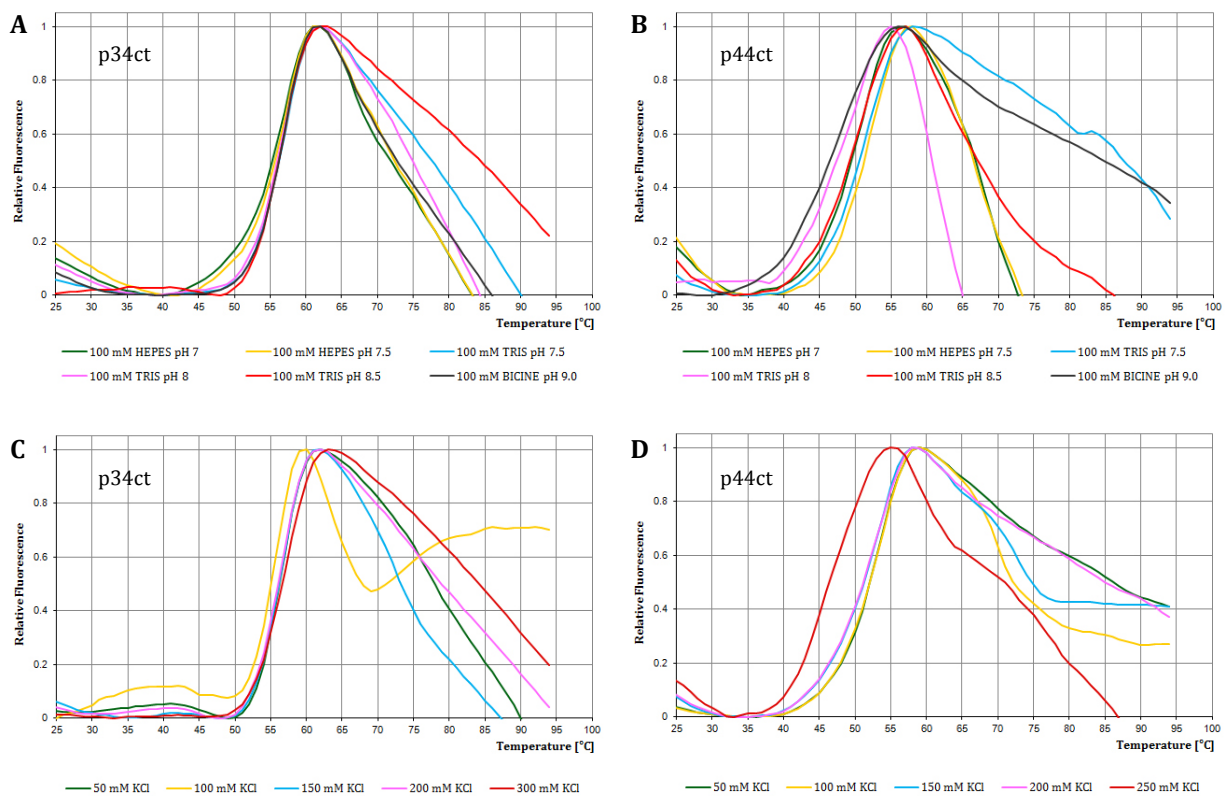 A
p34ct
Relative Fluorescence
1
0.8
0.6
0.4
0.2
0
25 30 35 40 45 50 55 60 65 70 75 80 85 90 95 100
Temperature [°C]
100 mM HEPES pH 7 100 mM HEPES pH 7.5 100 mM TRIS pH 7.5
100 mM TRIS pH 8 100 mM TRIS pH 8.5 100 mM BICINE pH 9.0
B
p44ct
Relative Fluorescence
1
0.8
0.6
0.4
0.2
0
25 30 35 40 45 50 55 60 65 70 75 80 85 90 95 100
Temperature [°C]
100 mM HEPES pH 7 100 mM HEPES pH 7.5 100 mM TRIS pH 7.5
100 mM TRIS pH 8 100 mM TRIS pH 8.5 100 mM BICINE pH 9.0
C
p34ct
Relative Fluorescence
1
0.8
0.6
0.4
0.2
0
25 30 35 40 45 50 55 60 65 70 75 80 85 90 95 100
Temperature [°C]
50 mM KCl 100 mM KCl 150 mM KCl 200 mM KCl 300 mM KCl
D
p44ct
Relative Fluorescence
1
0.8
0.6
0.4
0.2
0
25 30 35 40 45 50 55 60 65 70 75 80 85 90 95 100
Temperature [°C]
50 mM KCl 100 mM KCl 150 mM KCl 200 mM KCl 250 mM KCl